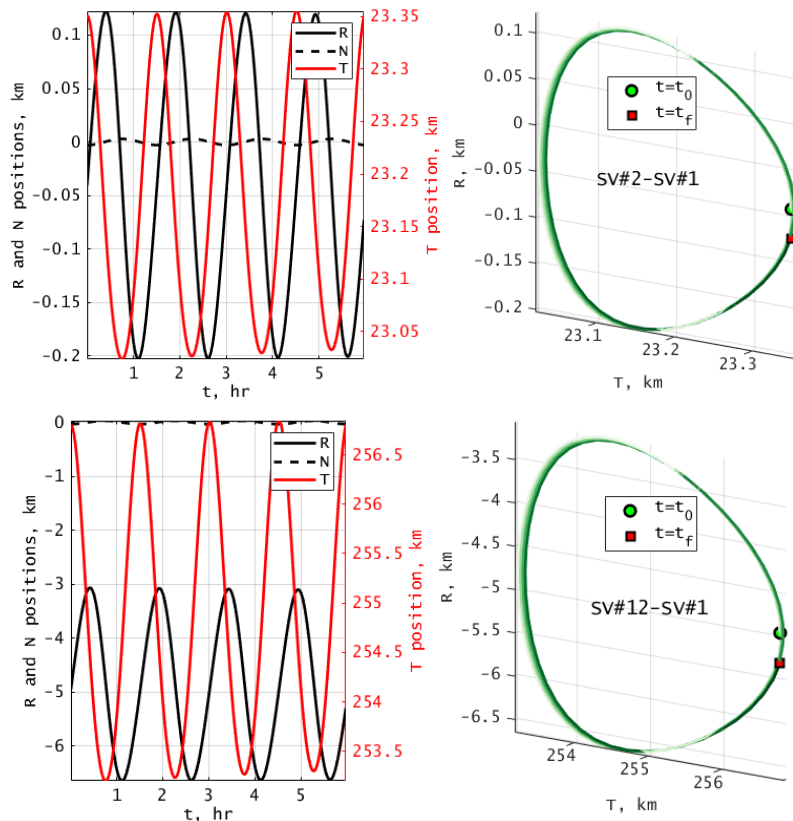 R and N positions, km
0.1
0.05
0
-0.05
-0.1
-0.15
-0.2
1 2 3 4 5
t, hr
R
N
T
23.35
23.3
23.25
23.2
23.15
23.1
23.05
T position, km
R, km
0.1
0.05
0
-0.05
-0.1
-0.15
-0.2
t=t0
t=tf
SV#2-SV#1
23.1 23.2 23.3
T, km
R and N positions, km
0
-1
-2
-3
-4
-5
-6
1 2 3 4 5
t, hr
R
N
T
256.5
256
255.5
255
254.5
254
253.5
T position, km
R, km
-3.5
-4
-4.5
-5
-5.5
-6
-6.5
t=t0
t=tf
SV#12-SV#1
254 255 256
T, km